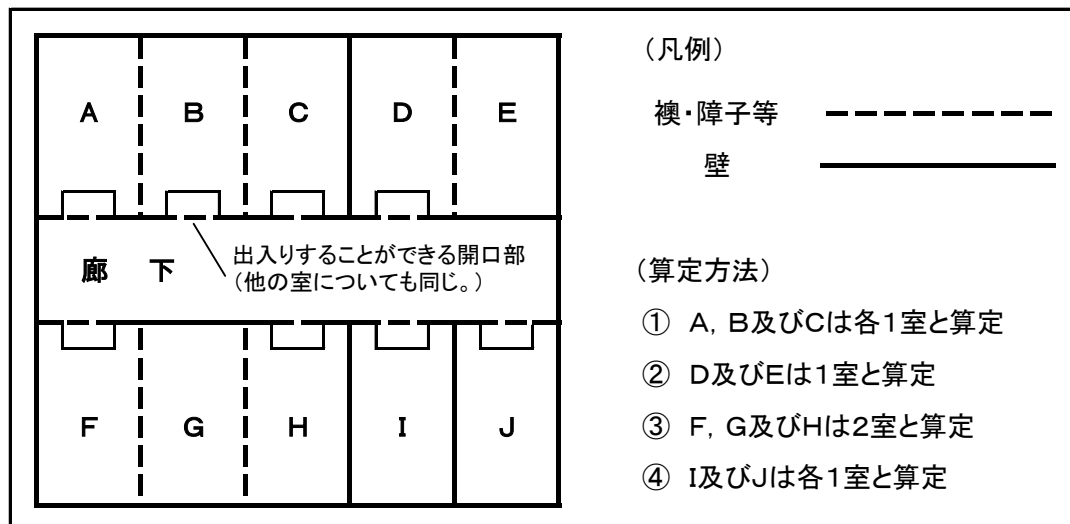 A B C D E
出入りすることができる開口部
廊 下 (他の室についても同じ。)
F G H I J
(凡例)
襖・障子等
壁
(算定方法)
① A, B及びCは各1室と算定
② D及びEは1室と算定
③ F, G及びHは2室と算定
④ I及びJは各1室と算定